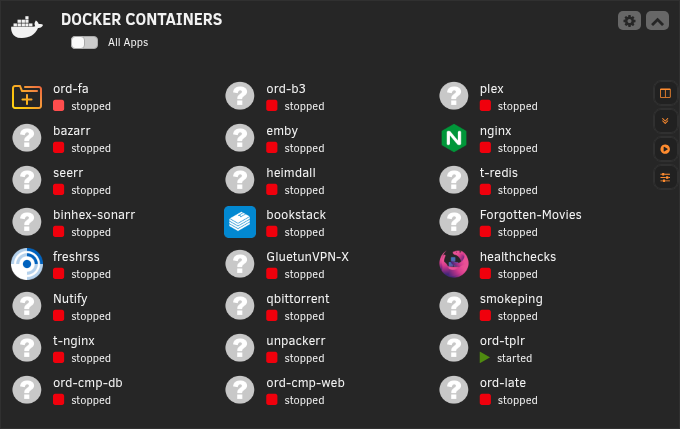 DOCKER CONTAINERS
All Apps
ord-fa
stopped
ord-b3
stopped
plex
stopped
bazarr
stopped
emby
stopped
nginx
stopped
seerr
stopped
heimdall
stopped
t-redis
stopped
binhex-sonarr
stopped
bookstack
stopped
Forgotten-Movies
stopped
freshrss
stopped
GluetunVPN-X
stopped
healthchecks
stopped
Nutify
stopped
qbittorrent
stopped
smokeping
stopped
t-nginx
stopped
unpackerr
stopped
ord-tplr
started
ord-cmp-db
stopped
ord-cmp-web
stopped
ord-late
stopped